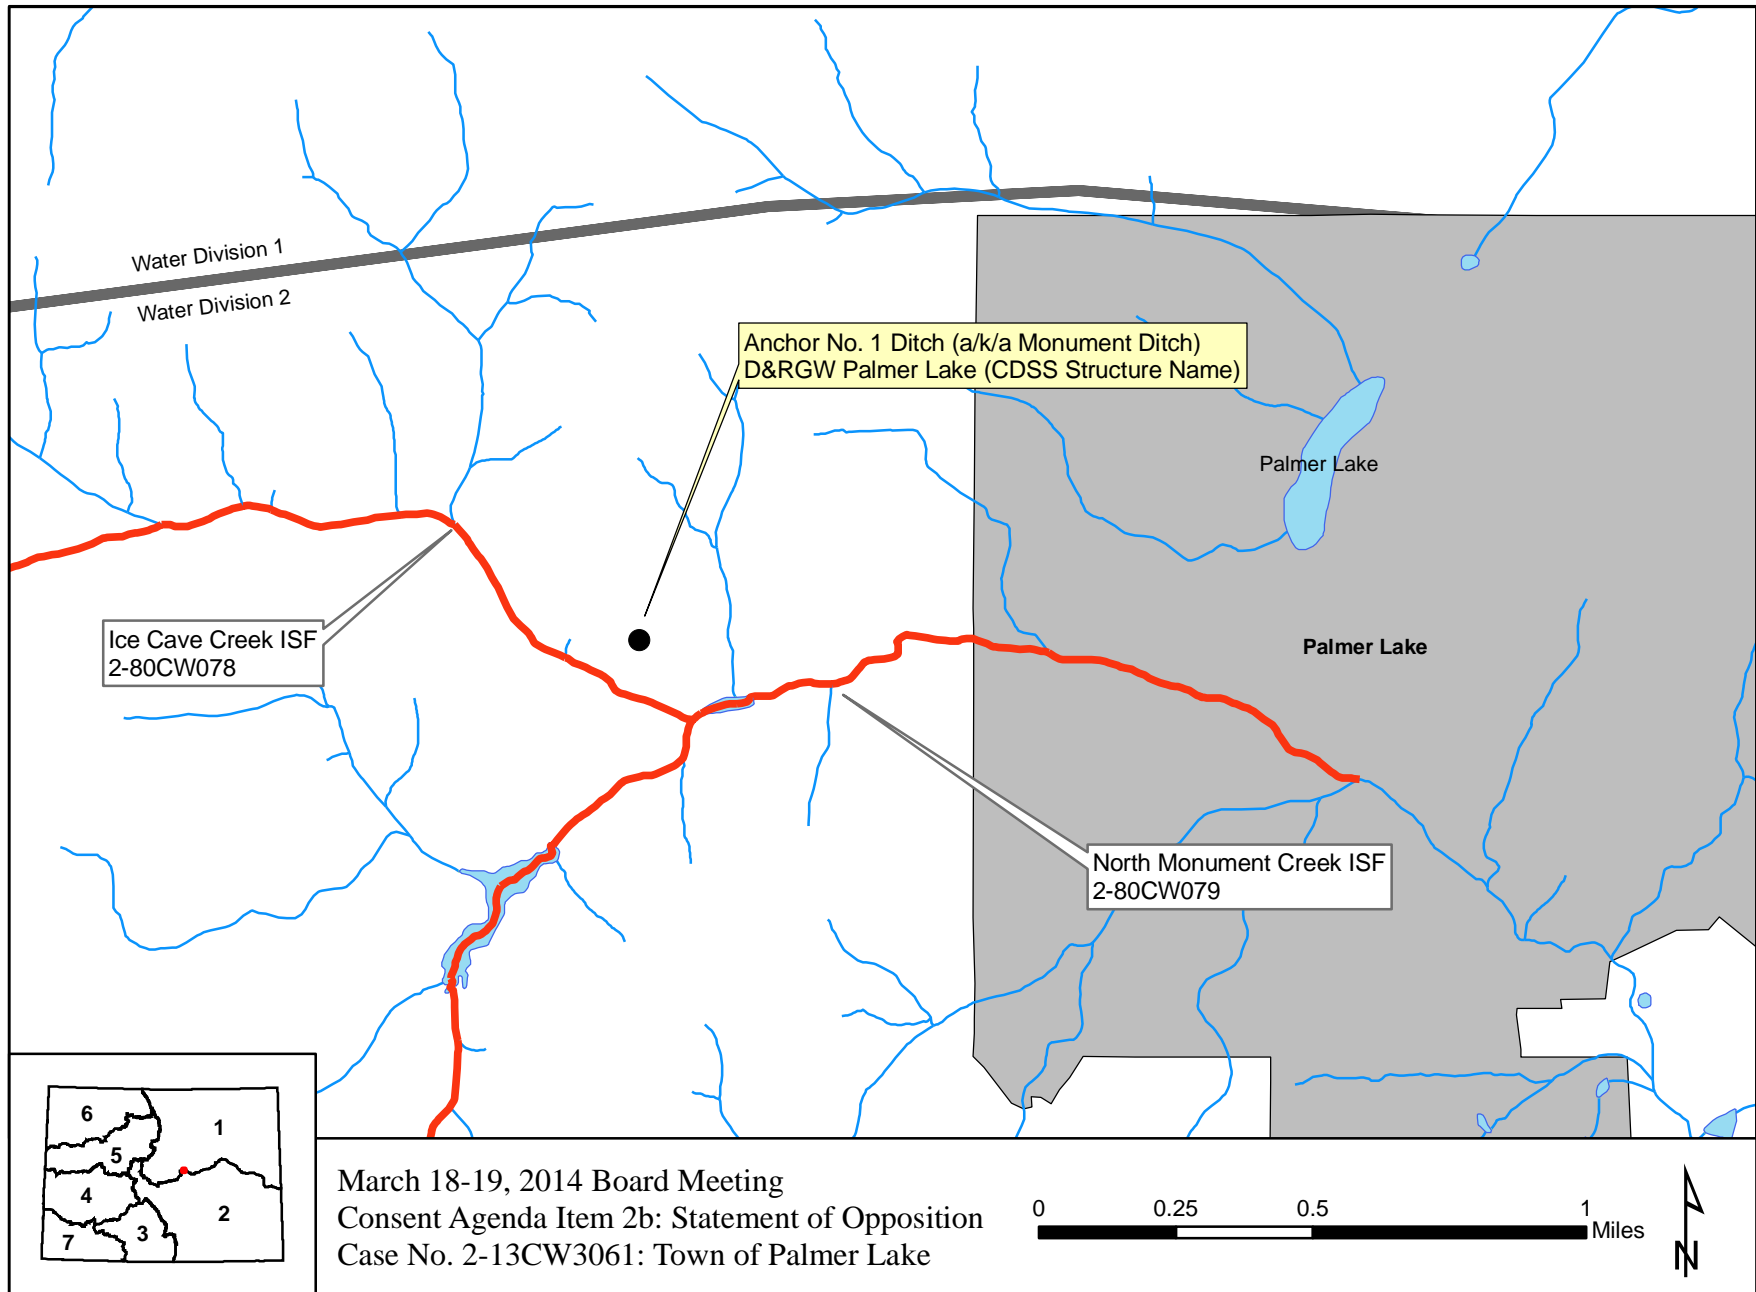 Water Division 1
Water Division 2
Anchor No. 1 Ditch (a/k/a Monument Ditch)
D&RGW Palmer Lake (CDSS Structure Name)
Palmer Lake
Ice Cave Creek ISF
2-80CW078
Palmer Lake
North Monument Creek ISF
2-80CW079
6
1
5
4
2
3
7
March 18-19, 2014 Board Meeting
Consent Agenda Item 2b: Statement of Opposition
Case No. 2-13CW3061: Town of Palmer Lake
0 0.25 0.5 1
Miles
N